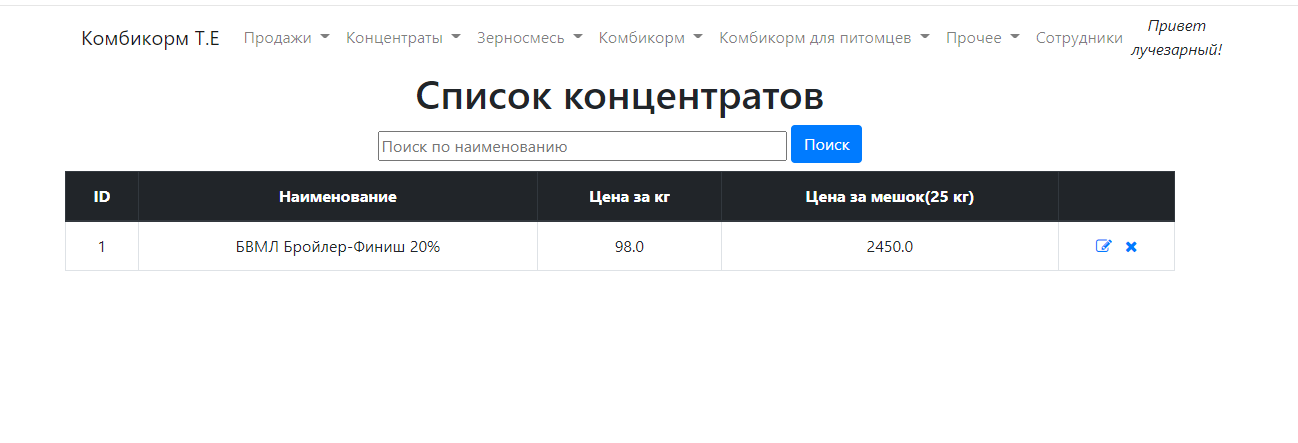 Комбикорм Т.Е Продажи Концентраты Зерносмесь Комбикорм Комбикорм для питомцев Прочее Сотрудники Привет
лучезарный!
Список концентратов
Поиск по наименованию Поиск
ID Наименование Цена за кг Цена за мешок(25 кг)
1 БВМЛ Бройлер-Финиш 20% 98.0 2450.0